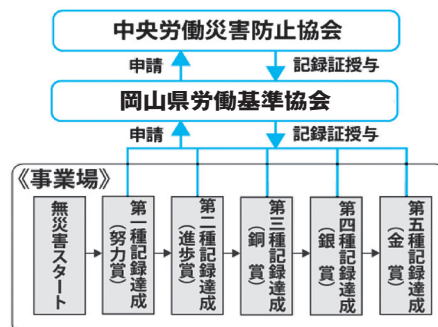 中央労働災害防止協会
申請
記録証授与
岡山県労働基準協会
申請
記録証授与
《事業場》
無災害スタート
第一種記録達成
（努力賞）
第二種記録達成
（進歩賞）
第三種記録達成
（銅　賞）
第四種記録達成
（銀　賞）
第五種記録達成
（金　賞）